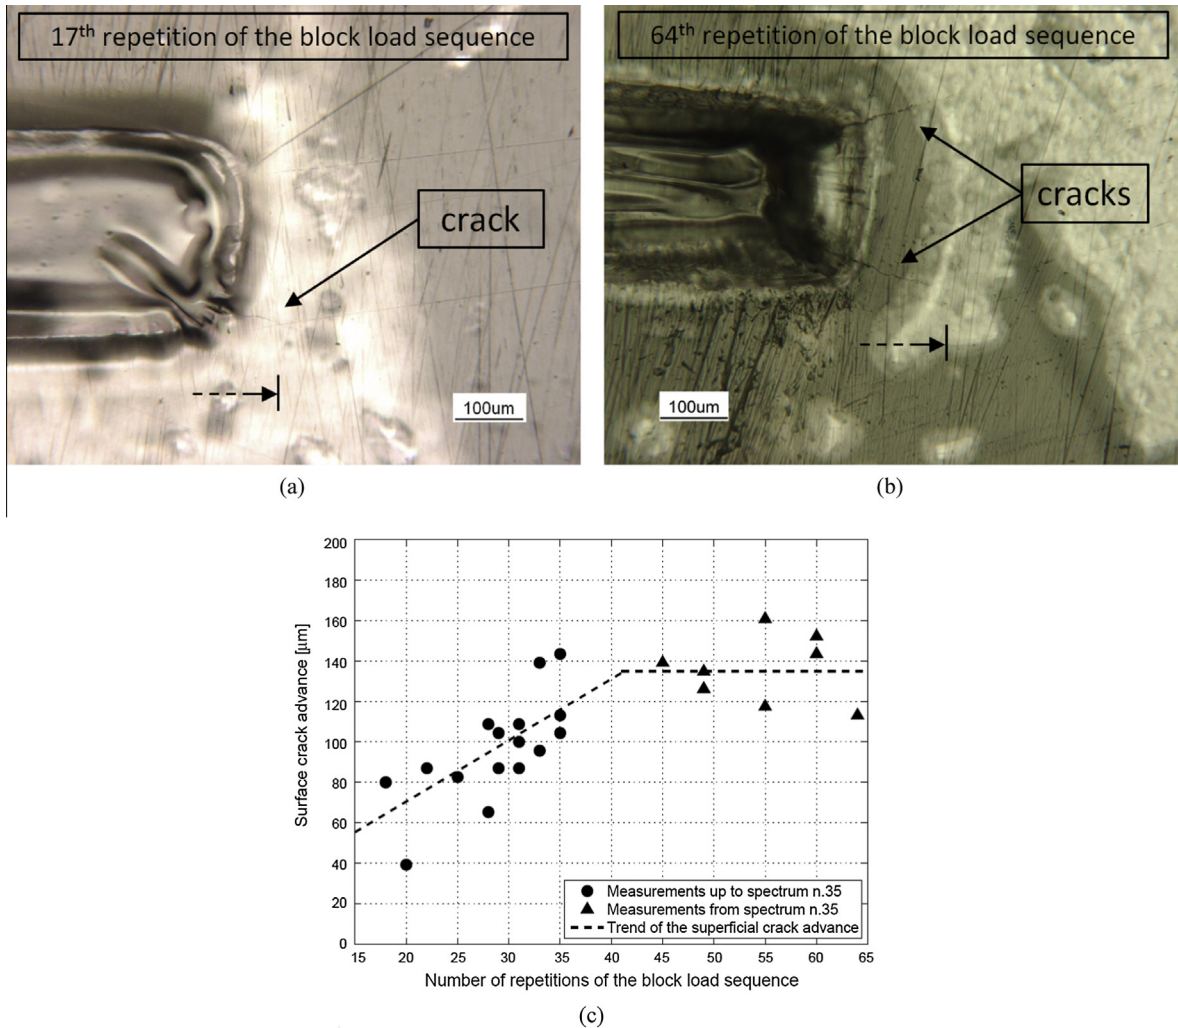 17th repetition of the block load sequence
64th repetition of the block load sequence
crack
cracks
100um
100um
(a)
(b)
200
180
160
140
120
100
80
60
40
20
0
Surface crack advance [μm]
Measurements up to spectrum n.35
Measurements from spectrum n.35
Trend of the superficial crack advance
15 20 25 30 35 40 45 50 55 60 65
Number of repetitions of the block load sequence
(c)